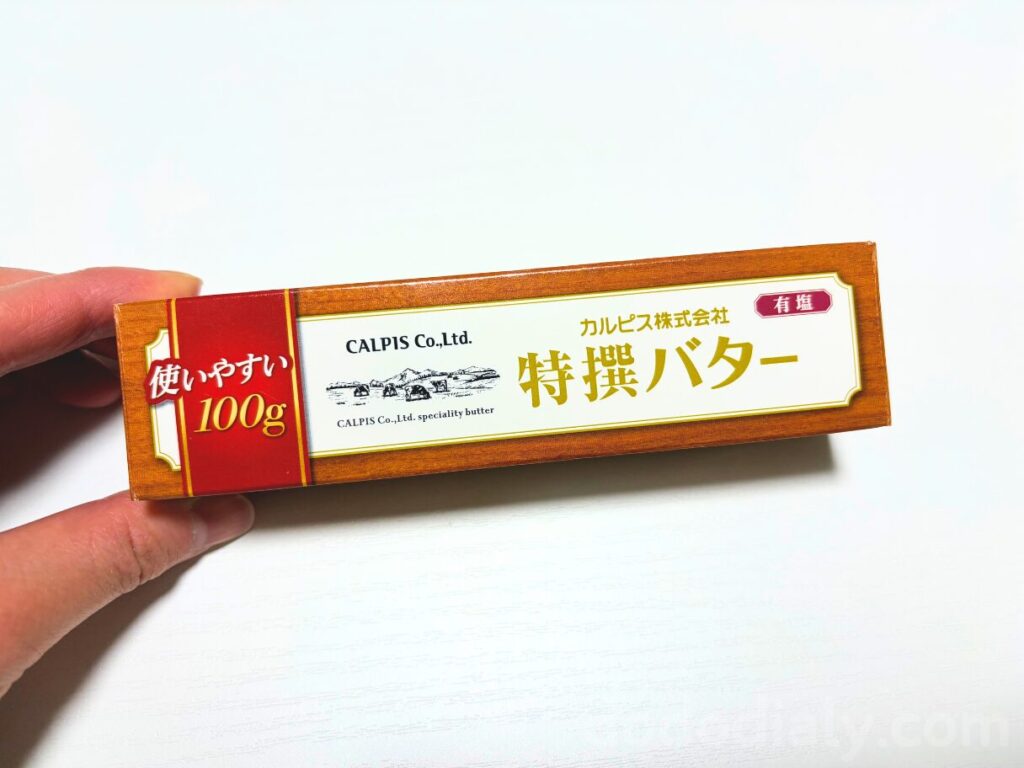 使いやすい
100g
CALPIS Co.,Ltd.
CALPIS Co.,Ltd. speciality butter
カルピス株式会社
特撰バター
有塩